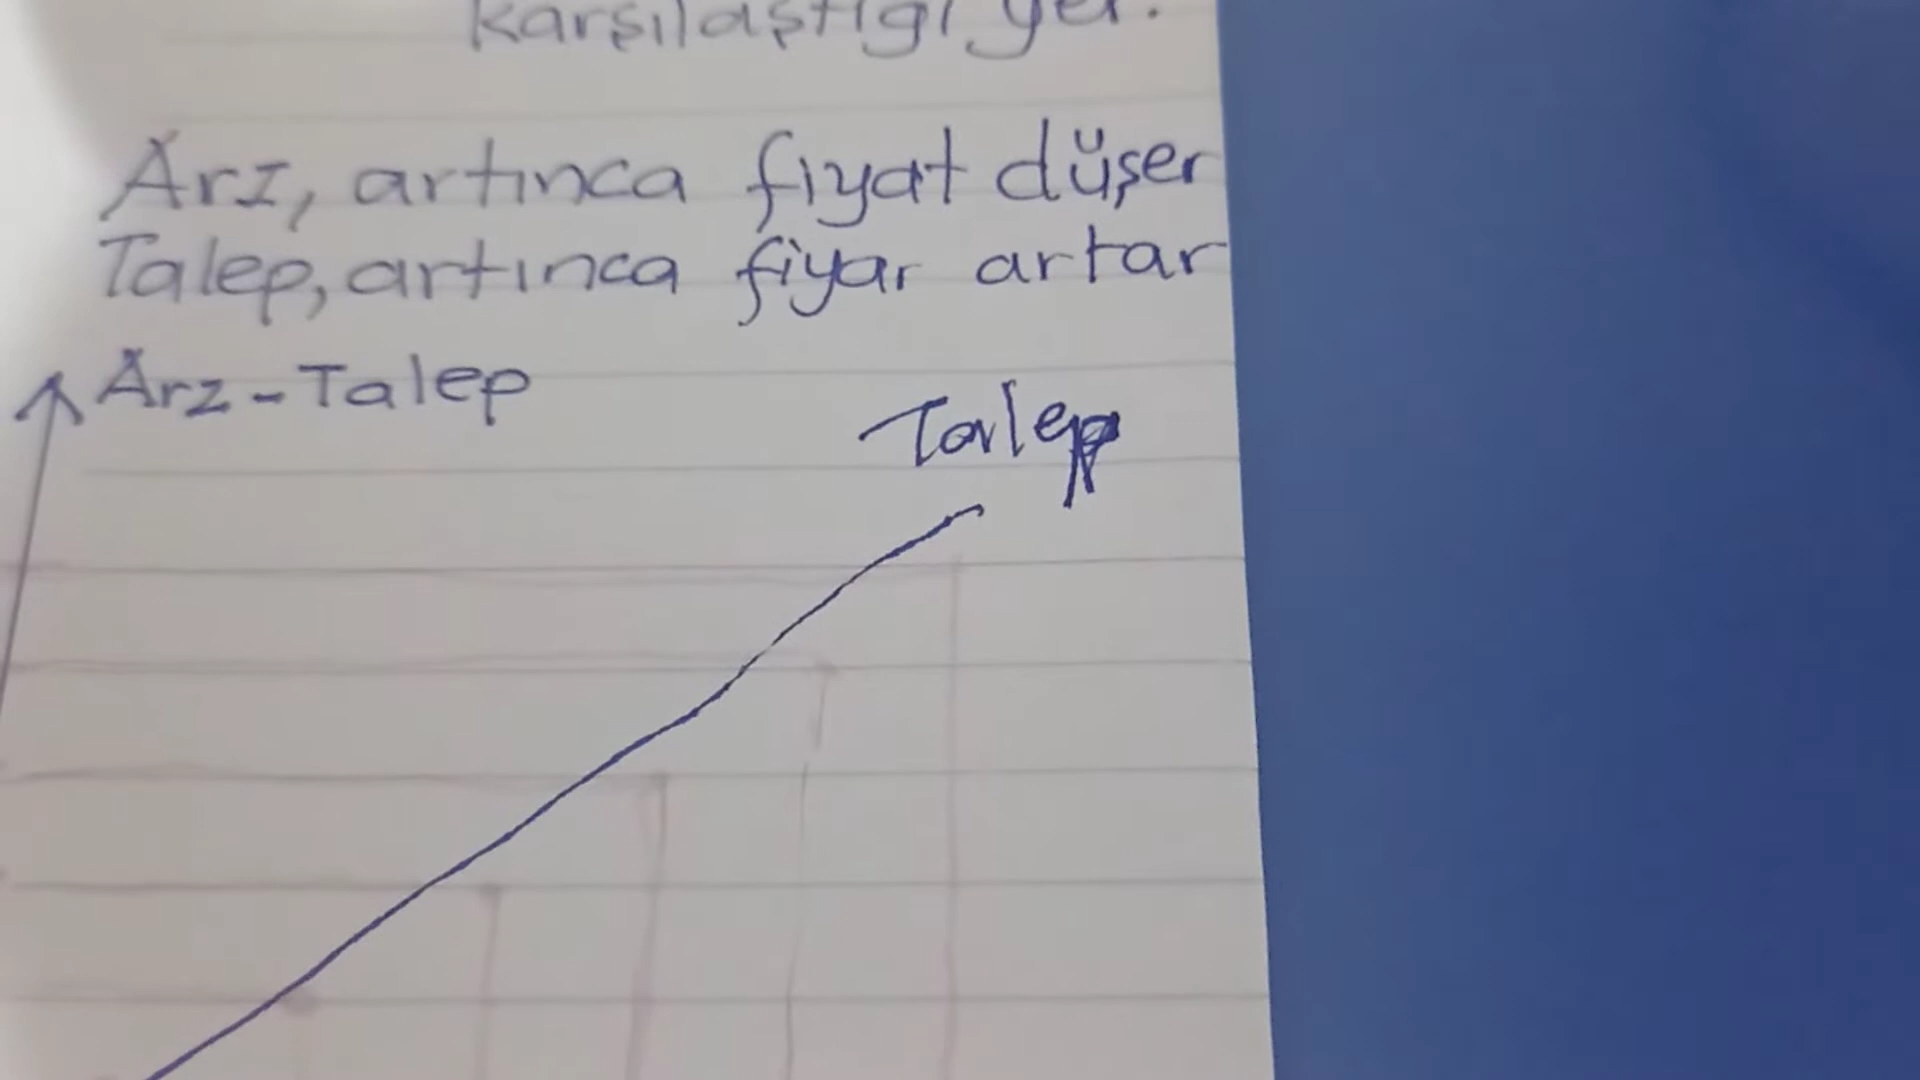 karşılaştığı yer.
Arz, artınca fiyat düşer
Talep, artınca fiyar artar
Arz-Talep
Talep